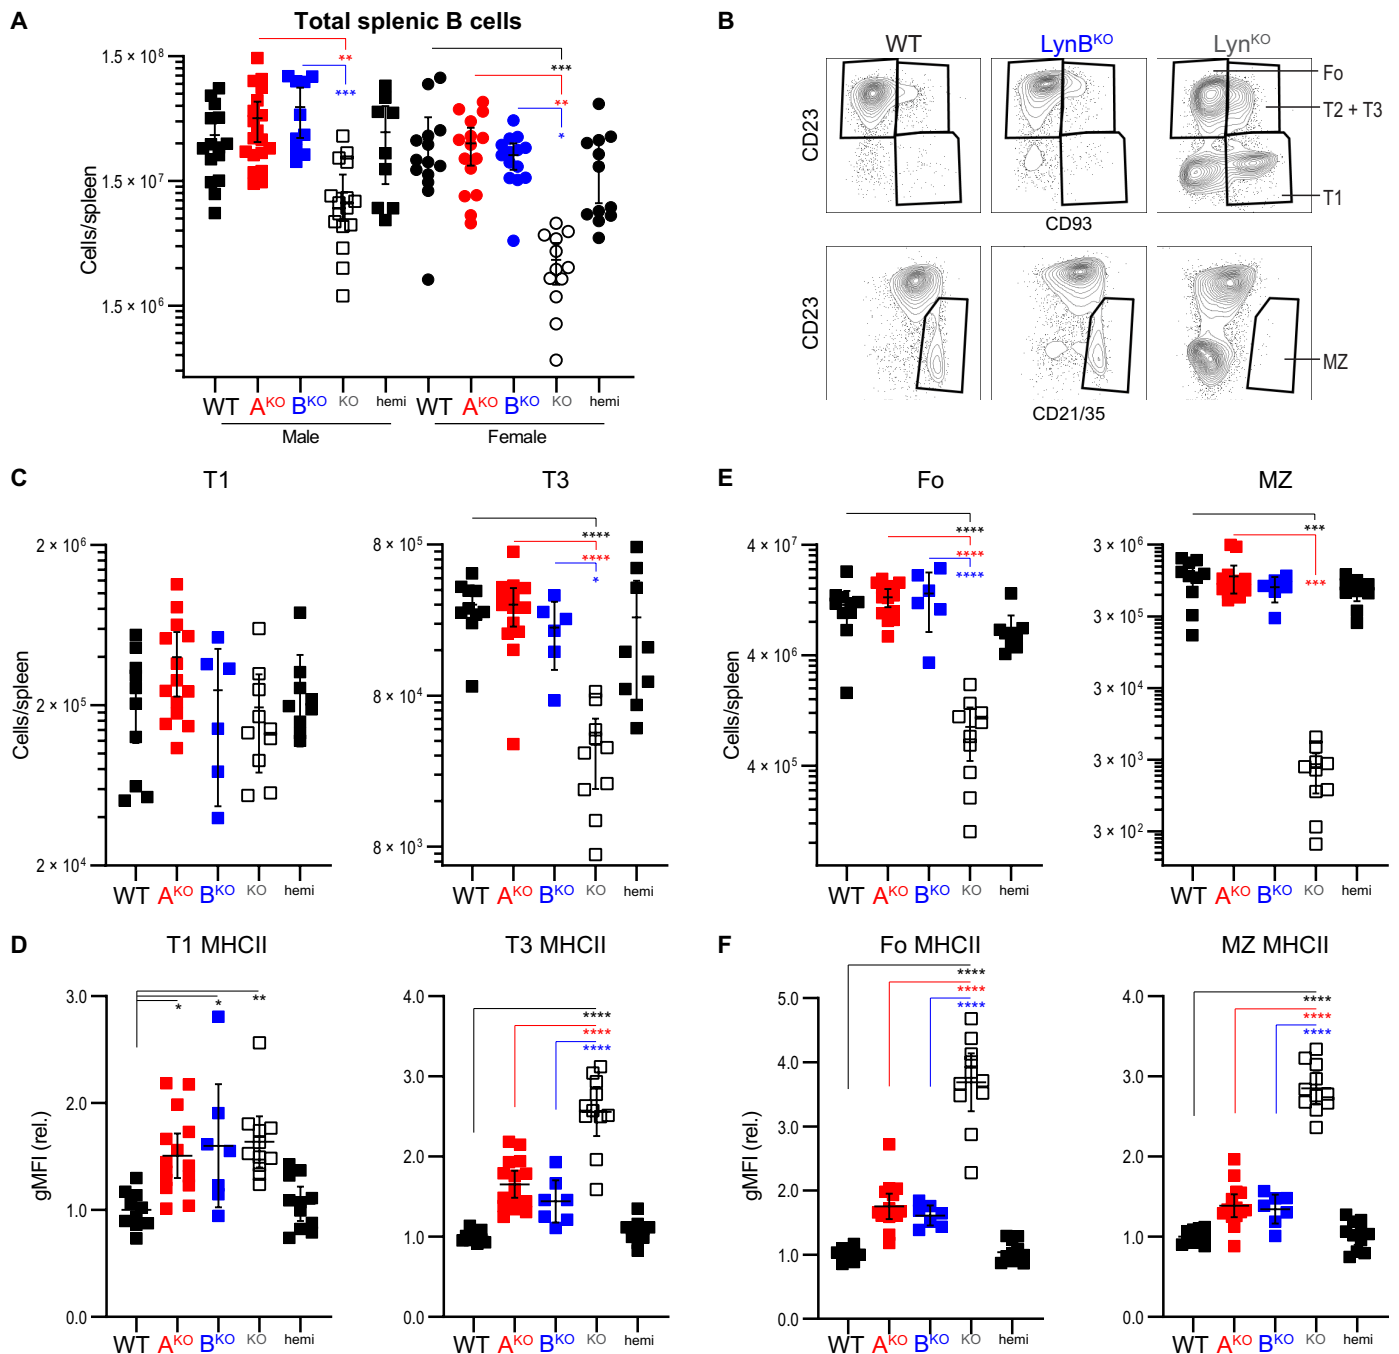 A
Total splenic B cells
Cells/spleen
1.5 × 10⁸
1.5 × 10⁷
1.5 × 10⁶
** *** *** ** *
WT Aᴷᴼ Bᴷᴼ KO hemi WT Aᴷᴼ Bᴷᴼ KO hemi
Male Female
B
WT LynBᴷᴼ Lynᴷᴼ
CD23
Fo
T2 + T3
T1
CD93
CD23
MZ
CD21/35
C
T1
Cells/spleen
2 × 10⁶
2 × 10⁵
2 × 10⁴
WT Aᴷᴼ Bᴷᴼ KO hemi
T3
8 × 10⁵
8 × 10⁴
8 × 10³
****
****
*
WT Aᴷᴼ Bᴷᴼ KO hemi
E
Fo
Cells/spleen
4 × 10⁷
4 × 10⁶
4 × 10⁵
****
****
****
WT Aᴷᴼ Bᴷᴼ KO hemi
MZ
3 × 10⁶
3 × 10⁵
3 × 10⁴
3 × 10³
3 × 10²
***
***
WT Aᴷᴼ Bᴷᴼ KO hemi
D
T1 MHCII
gMFI (rel.)
3.0
2.0
1.0
0.0
* * **
WT Aᴷᴼ Bᴷᴼ KO hemi
T3 MHCII
4.0
3.0
2.0
1.0
0.0
****
****
****
WT Aᴷᴼ Bᴷᴼ KO hemi
F
Fo MHCII
gMFI (rel.)
5.0
4.0
3.0
2.0
1.0
0.0
****
****
****
WT Aᴷᴼ Bᴷᴼ KO hemi
MZ MHCII
4.0
3.0
2.0
1.0
0.0
****
****
****
WT Aᴷᴼ Bᴷᴼ KO hemi